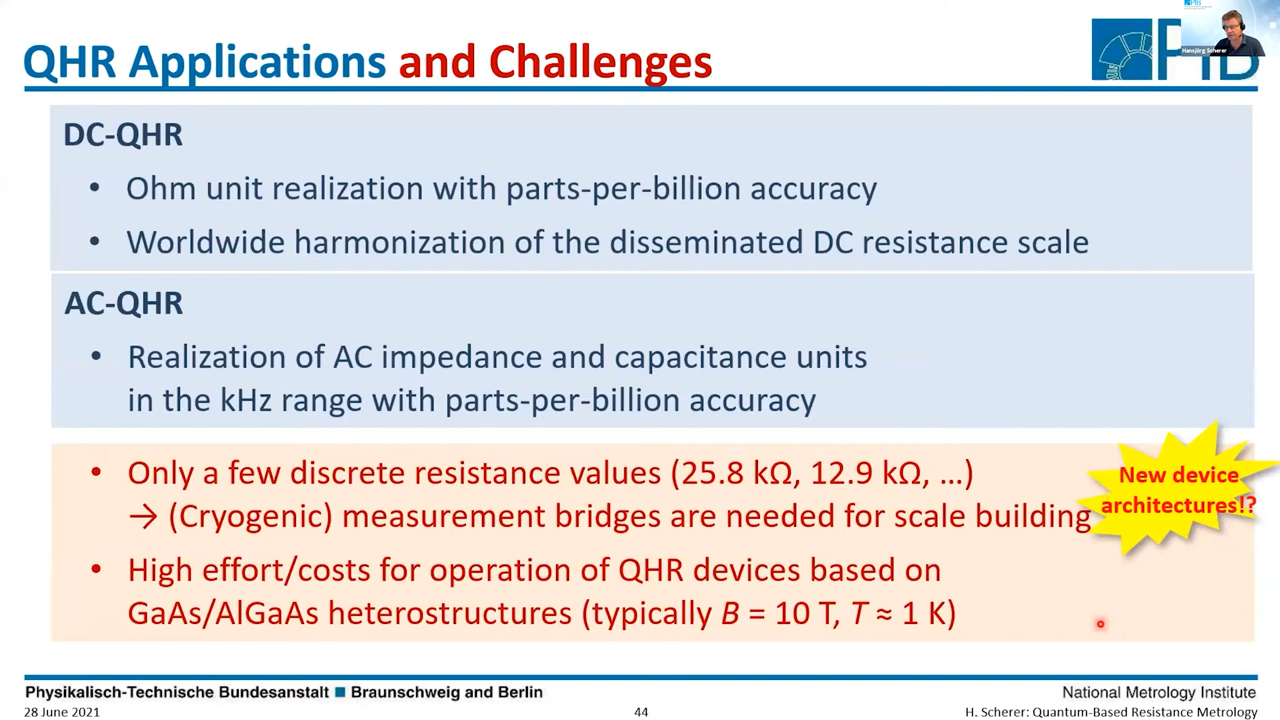 QHR Applications and Challenges
PTB
Hansjörg Scherer
DC-QHR
• Ohm unit realization with parts-per-billion accuracy
• Worldwide harmonization of the disseminated DC resistance scale
AC-QHR
• Realization of AC impedance and capacitance units
in the kHz range with parts-per-billion accuracy
• Only a few discrete resistance values (25.8 kΩ, 12.9 kΩ, ...)
→ (Cryogenic) measurement bridges are needed for scale building
New device
architectures!?
• High effort/costs for operation of QHR devices based on
GaAs/AlGaAs heterostructures (typically B = 10 T, T ≈ 1 K)
Physikalisch-Technische Bundesanstalt ■ Braunschweig and Berlin
National Metrology Institute
28 June 2021
44
H. Scherer: Quantum-Based Resistance Metrology